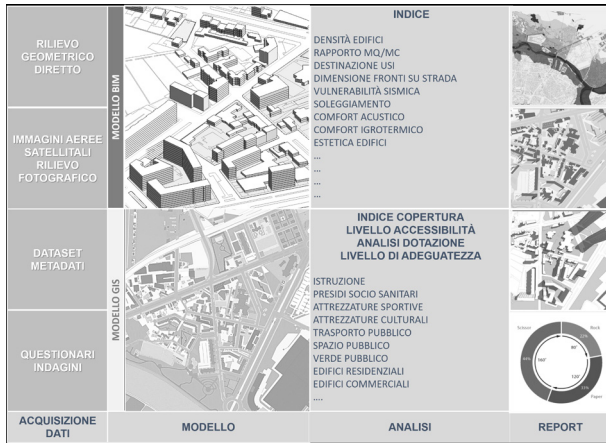 RILIEVO
GEOMETRICO
DIRETTO
IMMAGINI AEREE
SATELLITALI
RILIEVO
FOTOGRAFICO
MODELLO BIM
INDICE
DENSITÀ EDIFICI
RAPPORTO MQ/MC
DESTINAZIONE USI
DIMENSIONE FRONTI SU STRADA
VULNERABILITÀ SISMICA
SOLEGGIAMENTO
COMFORT ACUSTICO
COMFORT IGROTERMICO
ESTETICA EDIFICI
...
...
...
...
DATASET
METADATI
QUESTIONARI
INDAGINI
MODELLO GIS
INDICE COPERTURA
LIVELLO ACCESSIBILITÀ
ANALISI DOTAZIONE
LIVELLO DI ADEGUATEZZA
ISTRUZIONE
PRESIDI SOCIO SANITARI
ATTREZZATURE SPORTIVE
ATTREZZATURE CULTURALI
TRASPORTO PUBBLICO
SPAZIO PUBBLICO
VERDE PUBBLICO
EDIFICI RESIDENZIALI
EDIFICI COMMERCIALI
....
Rock
Paper
ACQUISIZIONE
DATI
MODELLO
ANALISI
REPORT